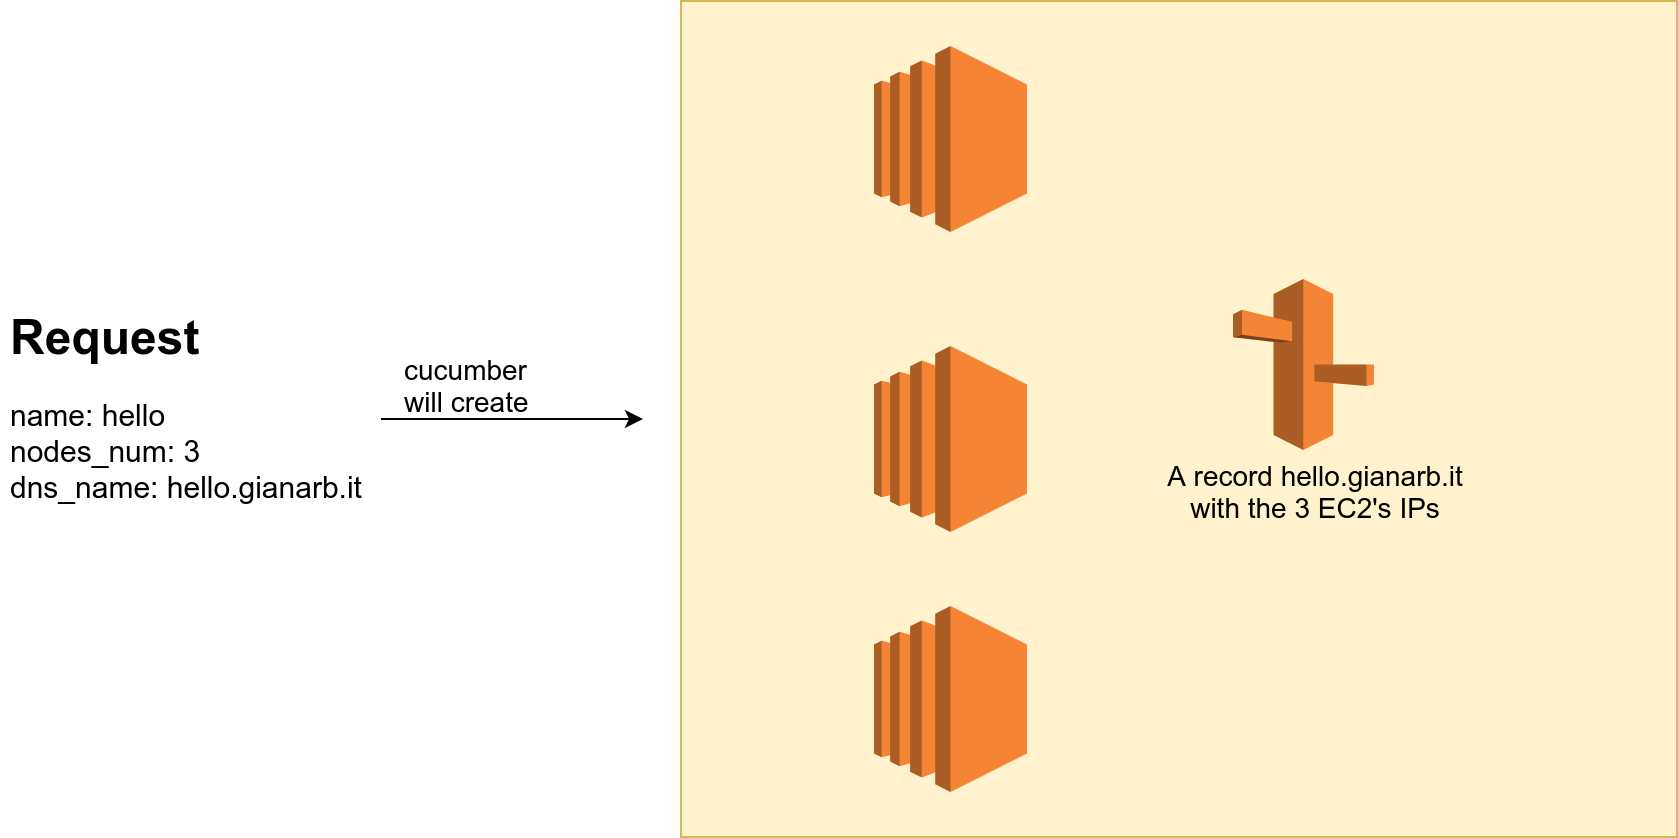 Request
name: hello
nodes_num: 3
dns_name: hello.gianarb.it
cucumber
will create
A record hello.gianarb.it
with the 3 EC2's IPs